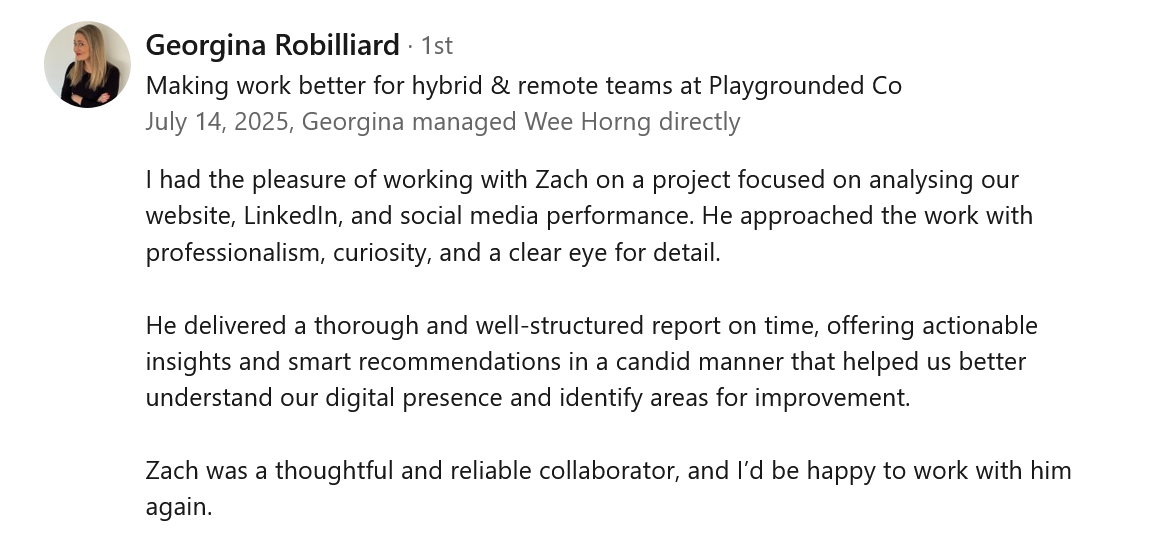 Georgina Robilliard · 1st
Making work better for hybrid & remote teams at Playgrounded Co
July 14, 2025, Georgina managed Wee Horng directly
I had the pleasure of working with Zach on a project focused on analysing our
website, LinkedIn, and social media performance. He approached the work with
professionalism, curiosity, and a clear eye for detail.
He delivered a thorough and well-structured report on time, offering actionable
insights and smart recommendations in a candid manner that helped us better
understand our digital presence and identify areas for improvement.
Zach was a thoughtful and reliable collaborator, and I’d be happy to work with him
again.